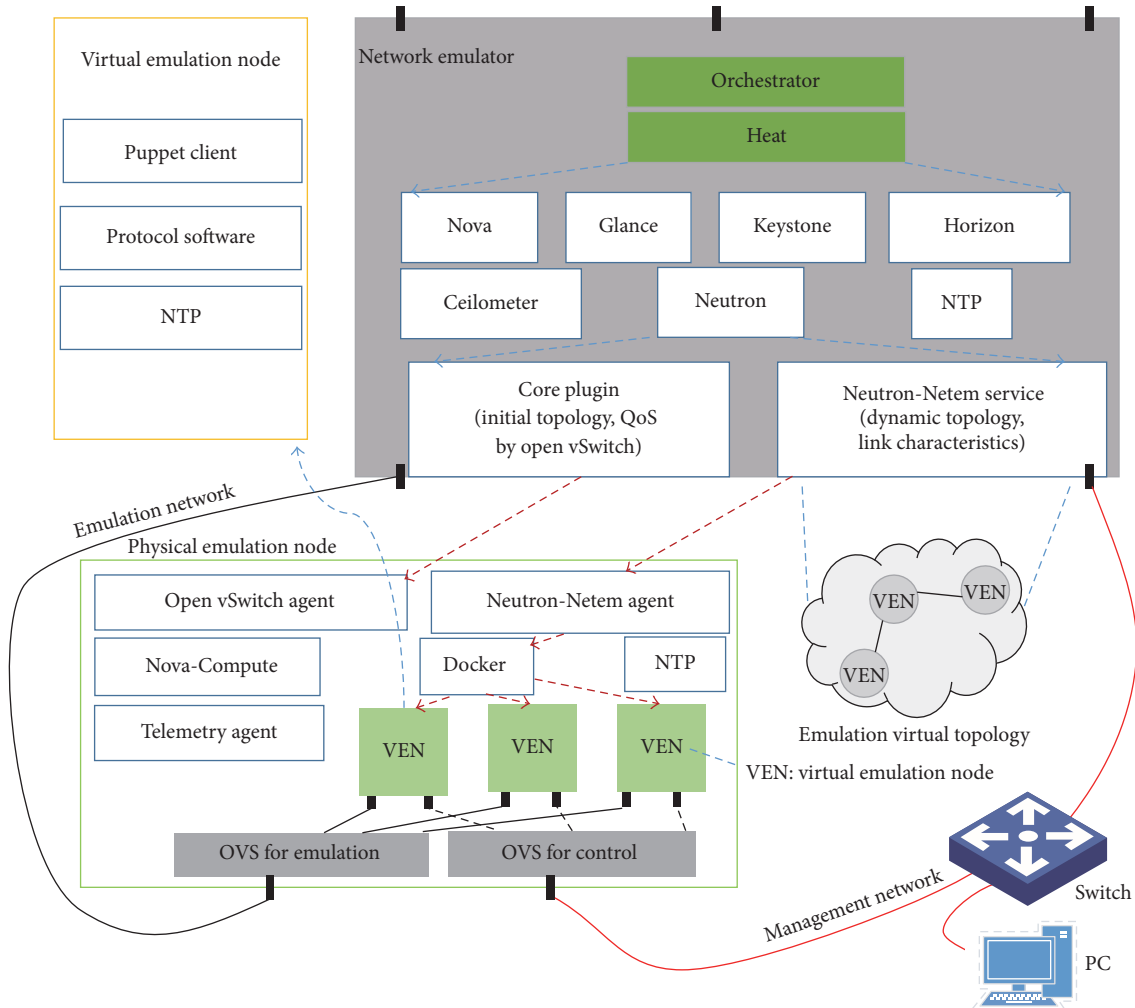 Virtual emulation node
Puppet client
Protocol software
NTP
Network emulator
Orchestrator
Heat
Nova
Glance
Keystone
Horizon
Ceilometer
Neutron
NTP
Core plugin
(initial topology, QoS
by open vSwitch)
Neutron-Netem service
(dynamic topology,
link characteristics)
Emulation network
Physical emulation node
Open vSwitch agent
Neutron-Netem agent
Nova-Compute
Docker
NTP
Telemetry agent
VEN
VEN
VEN
OVS for emulation
OVS for control
VEN
VEN
VEN
Emulation virtual topology
VEN: virtual emulation node
Management network
Switch
PC